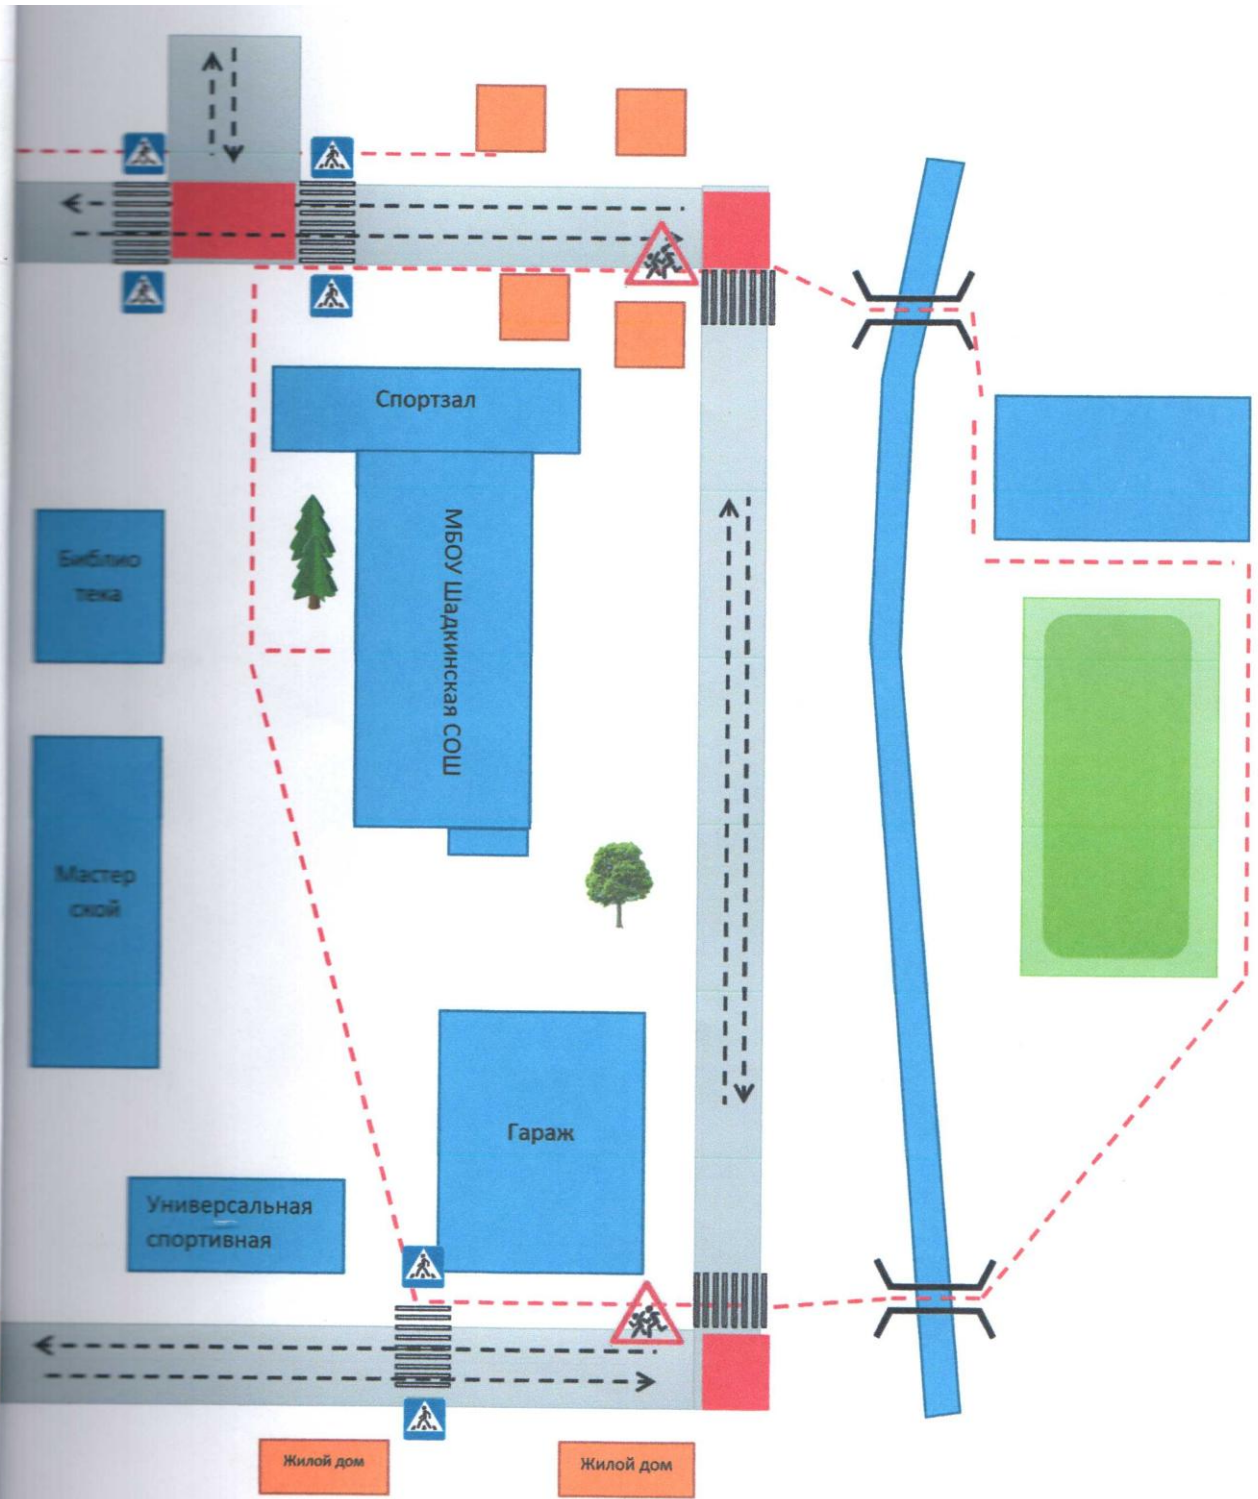 Спортзал
МБОУ Шадкинская СОШ
Библио
тека
Мастер
ской
Гараж
Универсальная
спортивная
Жилой дом
Жилой дом